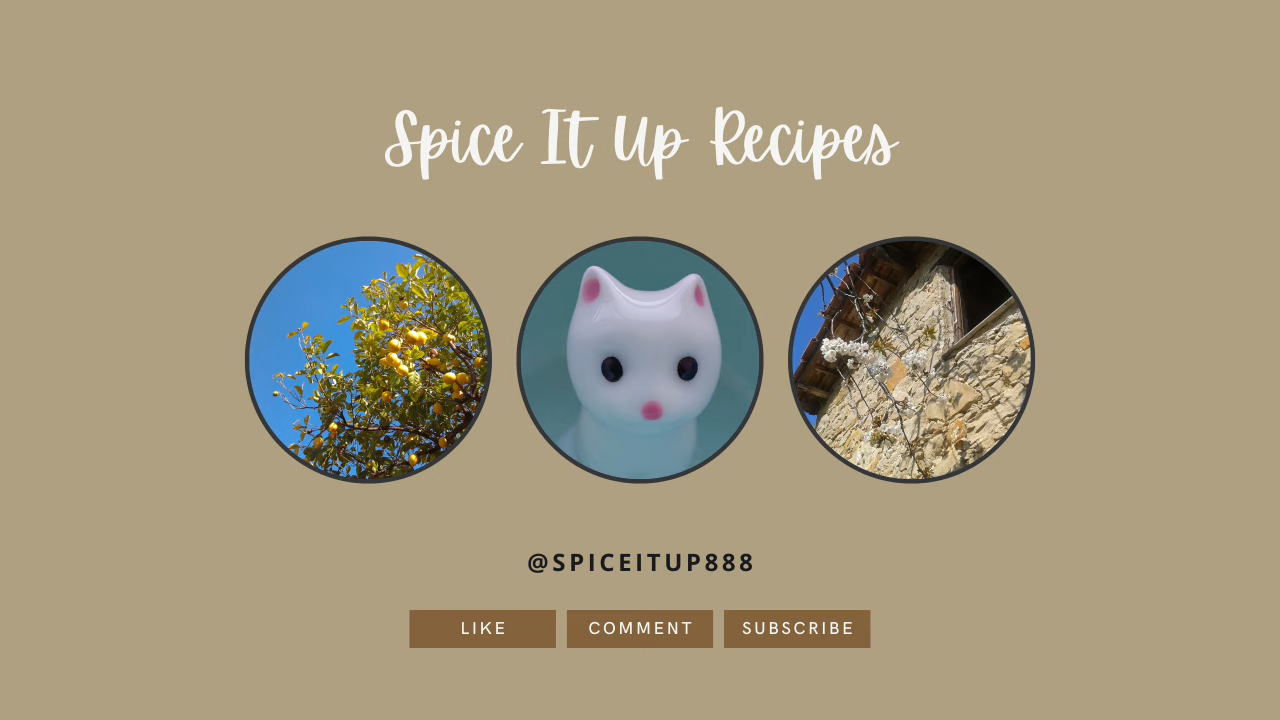 Spice It Up Recipes
@SPICEITUP888
LIKE
COMMENT
SUBSCRIBE